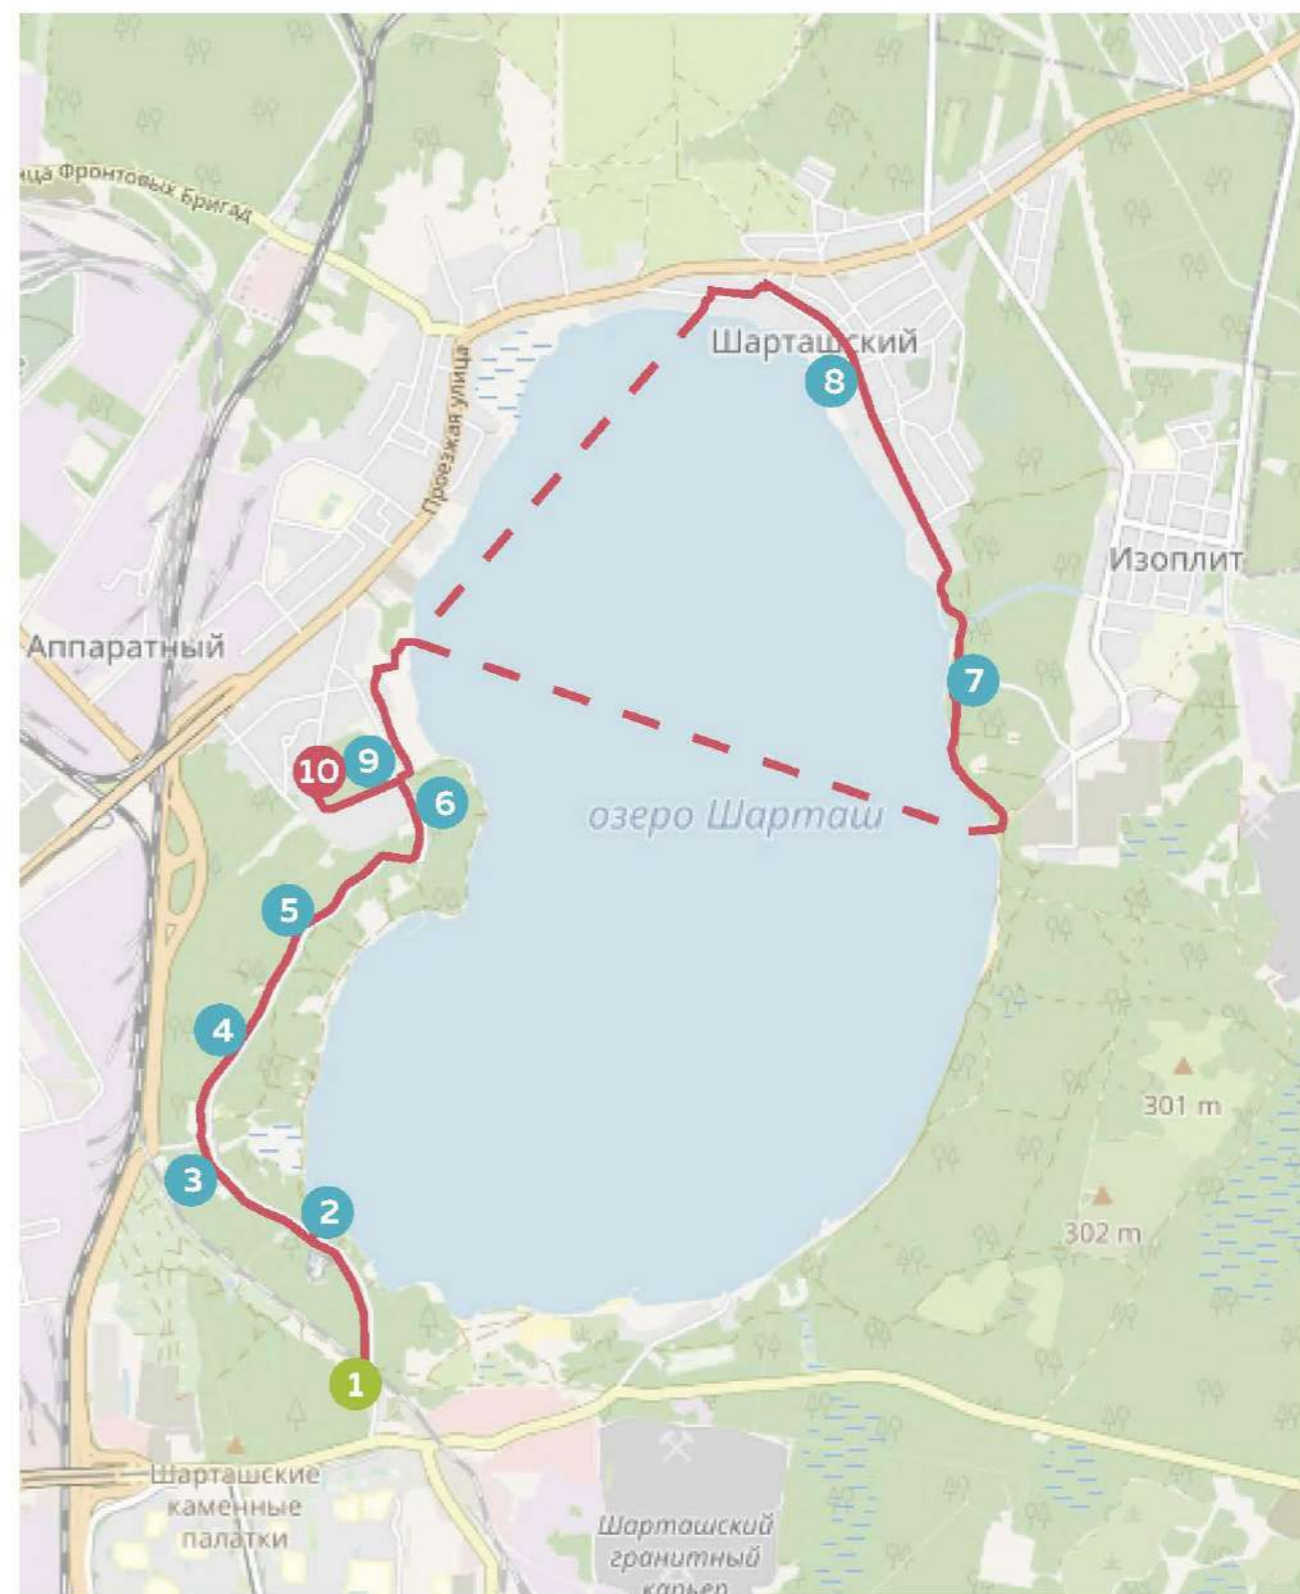 ица Фронтовых Бригад
Шарташский
8
Проезжая улица
Изоплит
Аппаратный
7
9
10
6
озеро Шарташ
5
4
301 m
3
2
302 m
1
Шарташские
каменные
палатки
Шарташский
гранитный
карьер